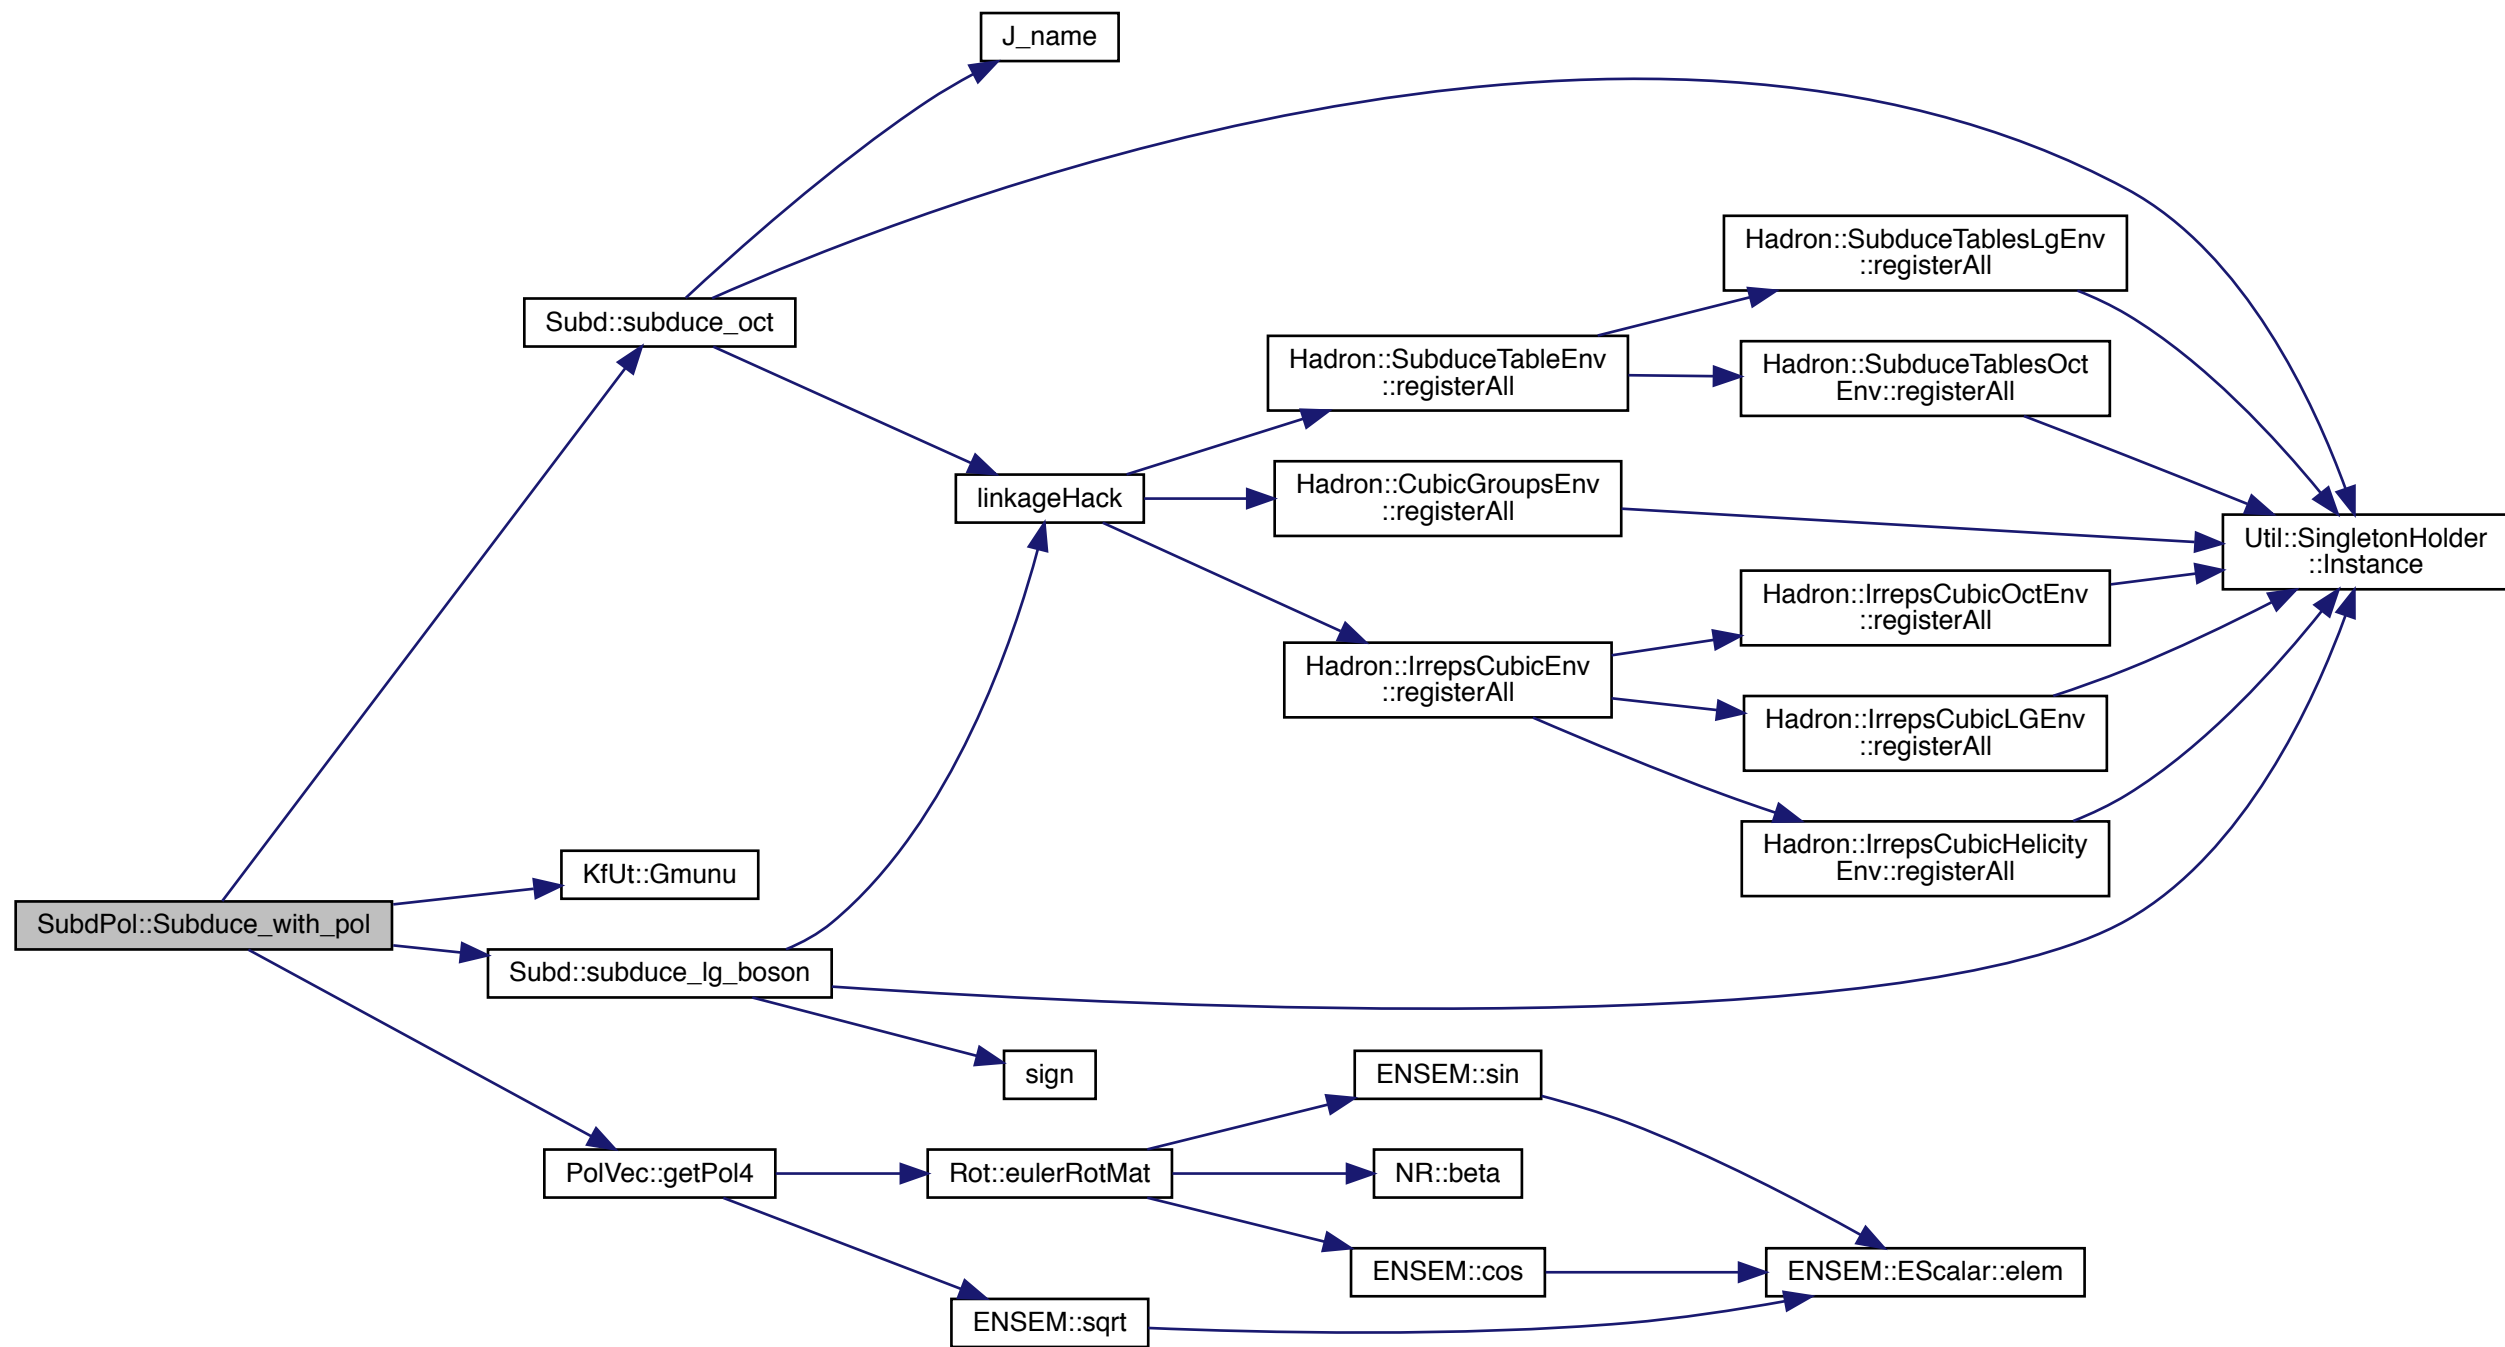 J_name
Hadron::SubduceTablesLgEnv
::registerAll
Subd::subduce_oct
Hadron::SubduceTableEnv
::registerAll
Hadron::SubduceTablesOct
Env::registerAll
linkageHack
Hadron::CubicGroupsEnv
::registerAll
Util::SingletonHolder
::Instance
Hadron::IrrepsCubicOctEnv
::registerAll
Hadron::IrrepsCubicEnv
::registerAll
Hadron::IrrepsCubicLGEnv
::registerAll
Hadron::IrrepsCubicHelicity
Env::registerAll
KfUt::Gmunu
SubdPol::Subduce_with_pol
Subd::subduce_lg_boson
sign
ENSEM::sin
PolVec::getPol4
Rot::eulerRotMat
NR::beta
ENSEM::cos
ENSEM::EScalar::elem
ENSEM::sqrt